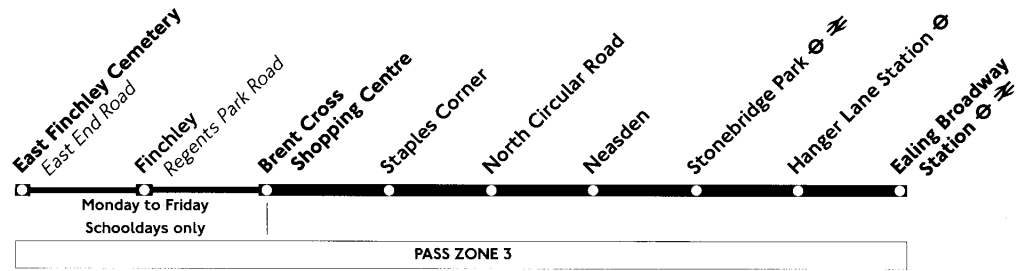 East Finchley Cemetery
East End Road
Finchley
Regents Park Road
Brent Cross
Shopping Centre
Staples Corner
North Circular Road
Neasden
Stonebridge Park
Hanger Lane Station
Ealing Broadway
Station
Monday to Friday
Schooldays only
PASS ZONE 3